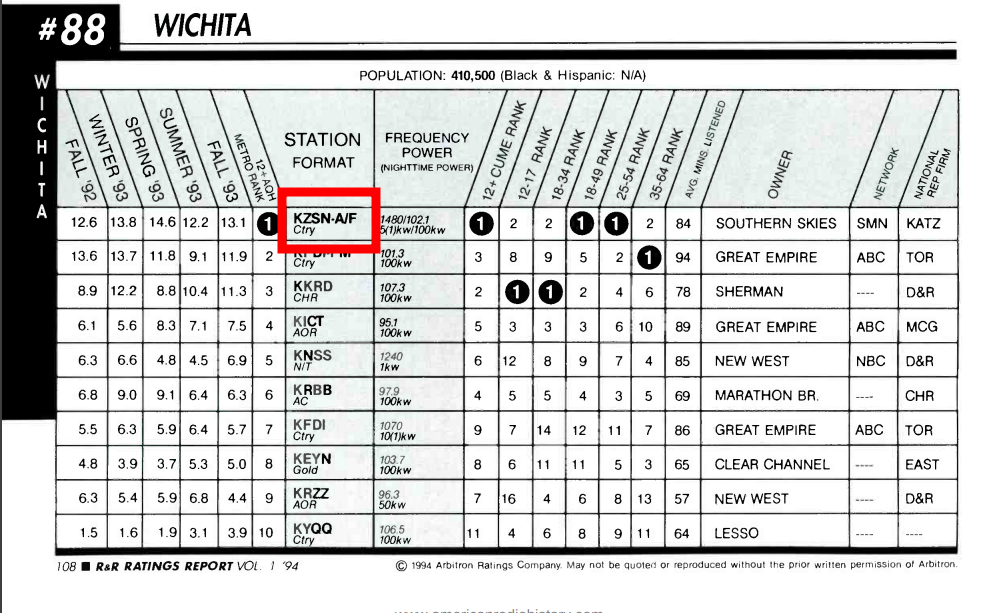 #88 WICHITA
WICHITA
POPULATION: 410,500 (Black & Hispanic: N/A)
FALL '92 WINTER '93 SPRING '93 SUMMER '93 FALL '93 12+ AQH METRO RANK STATION FORMAT FREQUENCY POWER (NIGHTTIME POWER) 12+ CUME RANK 12-17 RANK 18-34 RANK 18-49 RANK 25-54 RANK 35-64 RANK AVG. MINS. LISTENED OWNER NETWORK NATIONAL REP FIRM
12.6 13.8 14.6 12.2 13.1 1 KZSN-A/F 1480/102.1 1 2 2 1 1 2 84 SOUTHERN SKIES SMN KATZ
Ctry 5(1)kw/100kw
13.6 13.7 11.8 9.1 11.9 2 101.3 3 8 9 5 2 1 94 GREAT EMPIRE ABC TOR
Ctry 100kw
8.9 12.2 8.8 10.4 11.3 3 KKRD 107.3 2 1 1 2 4 6 78 SHERMAN ---- D&R
CHR 100kw
6.1 5.6 8.3 7.1 7.5 4 KICT 95.1 5 3 3 3 6 10 89 GREAT EMPIRE ABC MCG
AOR 100kw
6.3 6.6 4.8 4.5 6.9 5 KNSS 1240 6 12 8 9 7 4 85 NEW WEST NBC D&R
N/T 1kw
6.8 9.0 9.1 6.4 6.3 6 KRBB 97.9 4 5 5 4 3 5 69 MARATHON BR. ---- CHR
AC 100kw
5.5 6.3 5.9 6.4 5.7 7 KFDI 1070 9 7 14 12 11 7 86 GREAT EMPIRE ABC TOR
Ctry 10(1)kw
4.8 3.9 3.7 5.3 5.0 8 KEYN 103.7 8 6 11 11 5 3 65 CLEAR CHANNEL ---- EAST
Gold 100kw
6.3 5.4 5.9 6.8 4.4 9 KRZZ 96.3 7 16 4 6 8 13 57 NEW WEST ---- D&R
AOR 50kw
1.5 1.6 1.9 3.1 3.9 10 KYQQ 106.5 11 4 6 8 9 11 64 LESSO ---- ----
Ctry 100kw
108 ■ R&R RATINGS REPORT VOL. 1 '94 © 1994 Arbitron Ratings Company. May not be quoted or reproduced without the prior written permission of Arbitron.